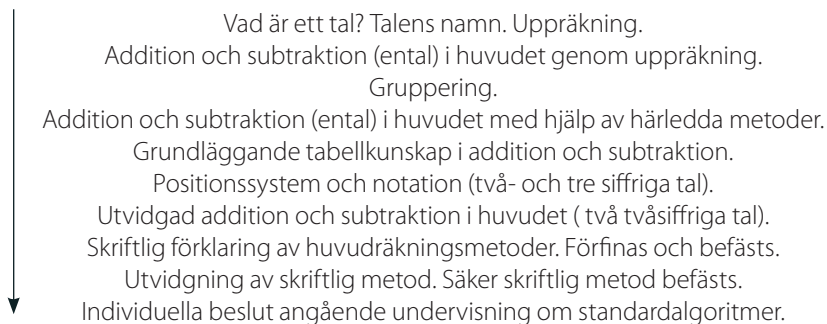 Vad är ett tal? Talens namn. Uppräkning.
Addition och subtraktion (ental) i huvudet genom uppräkning.
Gruppering.
Addition och subtraktion (ental) i huvudet med hjälp av härledda metoder.
Grundläggande tabellkunskap i addition och subtraktion.
Positionssystem och notation (två- och tre siffriga tal).
Utvidgad addition och subtraktion i huvudet ( två tvåsiffriga tal).
Skriftlig förklaring av huvudräkningsmetoder. Förfinas och befästs.
Utvidgning av skriftlig metod. Säker skriftlig metod befästs.
Individuella beslut angående undervisning om standardalgoritmer.